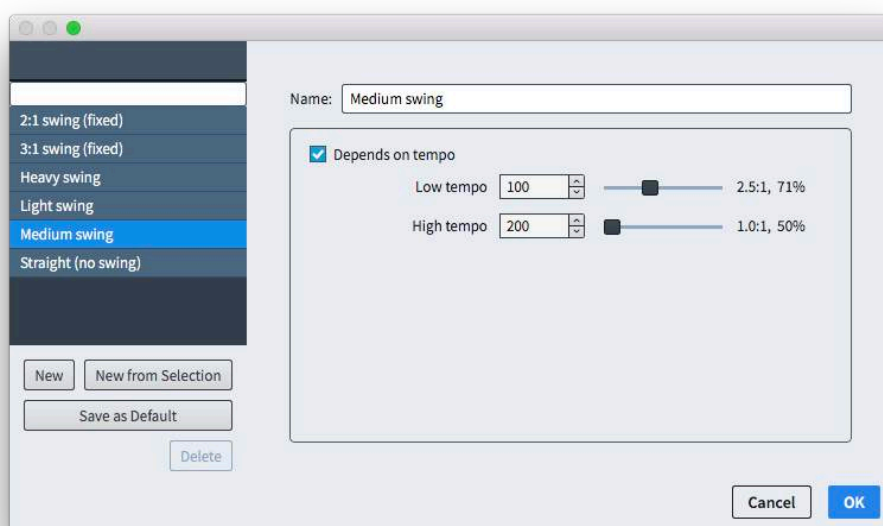 Name: Medium swing
2:1 swing (fixed)
3:1 swing (fixed)
Heavy swing
Light swing
Medium swing
Straight (no swing)
Depends on tempo
Low tempo 100 2.5:1, 71%
High tempo 200 1.0:1, 50%
New New from Selection
Save as Default
Delete
Cancel OK